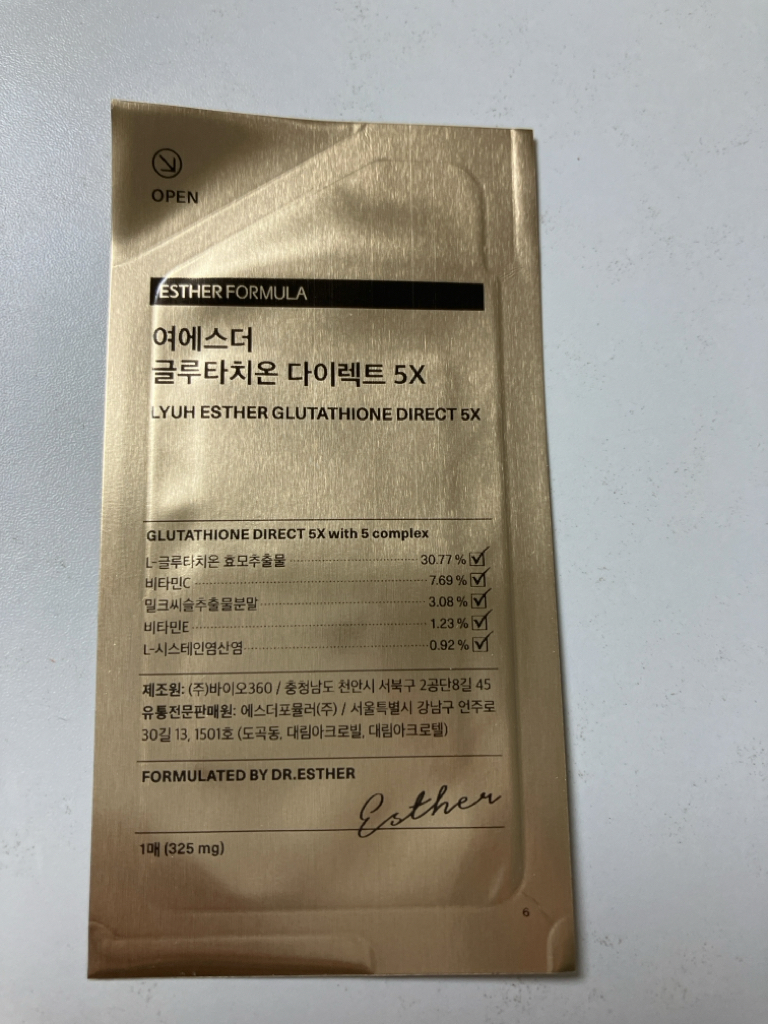 OPEN
ESTHER FORMULA
여에스더
글루타치온 다이렉트 5X
LYUH ESTHER GLUTATHIONE DIRECT 5X
GLUTATHIONE DIRECT 5X with 5 complex
L-글루타치온 효모추출물 30.77 %
비타민C 7.69 %
밀크씨슬추출물분말 3.08 %
비타민E 1.23 %
L-시스테인염산염 0.92 %
제조원: (주)바이오360 / 충청남도 천안시 서북구 2공단8길 45
유통전문판매원: 에스더포뮬러(주) / 서울특별시 강남구 언주로
30길 13, 1501호 (도곡동, 대림아크로빌, 대림아크로텔)
FORMULATED BY DR.ESTHER
Esther
1매 (325 mg)
6